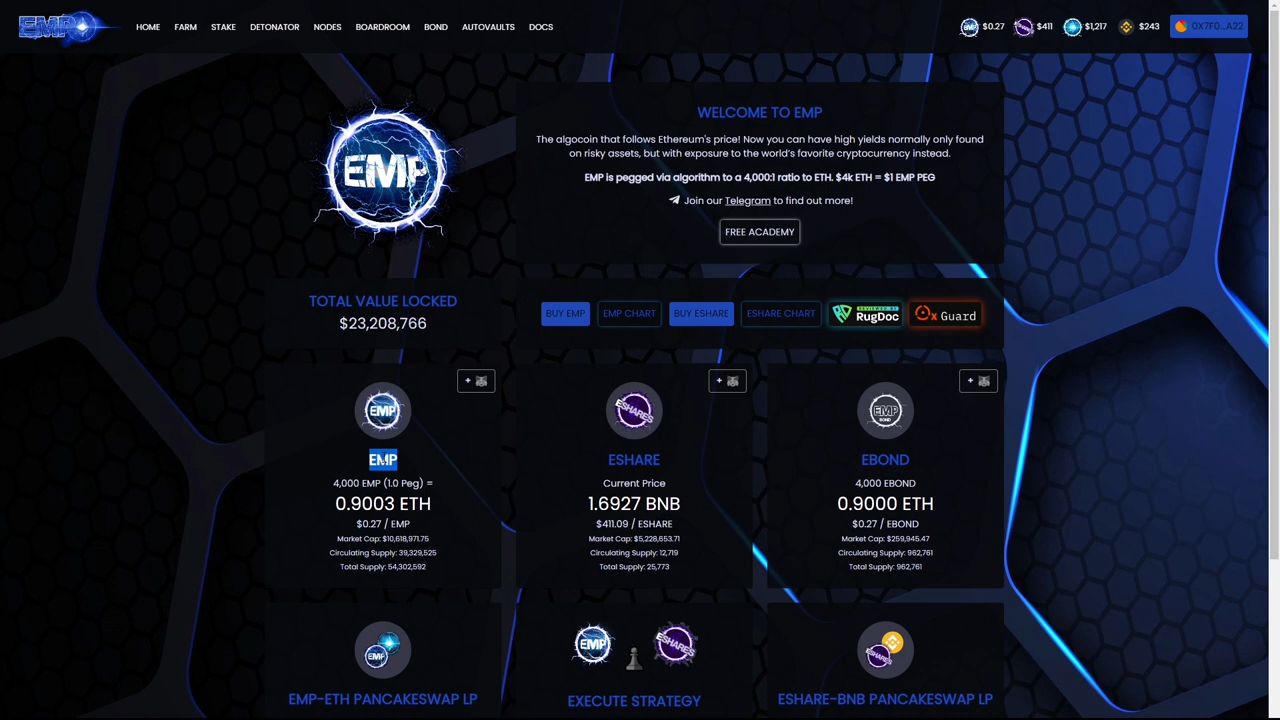 EMP
HOME FARM STAKE DETONATOR NODES BOARDROOM BOND AUTOVAULTS DOCS
$0.27 $411 $1,217 $243 0X7F0...A22
EMP
WELCOME TO EMP
The algocoin that follows Ethereum's price! Now you can have high yields normally only found
on risky assets, but with exposure to the world's favorite cryptocurrency instead.
EMP is pegged via algorithm to a 4,000:1 ratio to ETH. $4k ETH = $1 EMP PEG
Join our Telegram to find out more!
FREE ACADEMY
TOTAL VALUE LOCKED
$23,208,766
BUY EMP EMP CHART BUY ESHARE ESHARE CHART REVIEWED BY RugDoc 0x Guard
+ + +
EMP ESHARES EMP BOND
EMP ESHARE EBOND
4,000 EMP (1.0 Peg) = Current Price 4,000 EBOND
0.9003 ETH 1.6927 BNB 0.9000 ETH
$0.27 / EMP $411.09 / ESHARE $0.27 / EBOND
Market Cap: $10,618,971.75 Market Cap: $5,228,653.71 Market Cap: $259,945.47
Circulating Supply: 39,329,525 Circulating Supply: 12,719 Circulating Supply: 962,761
Total Supply: 54,302,592 Total Supply: 25,773 Total Supply: 962,761
EMP EMP ESHARES ESHARES
EMP-ETH PANCAKESWAP LP EXECUTE STRATEGY ESHARE-BNB PANCAKESWAP LP